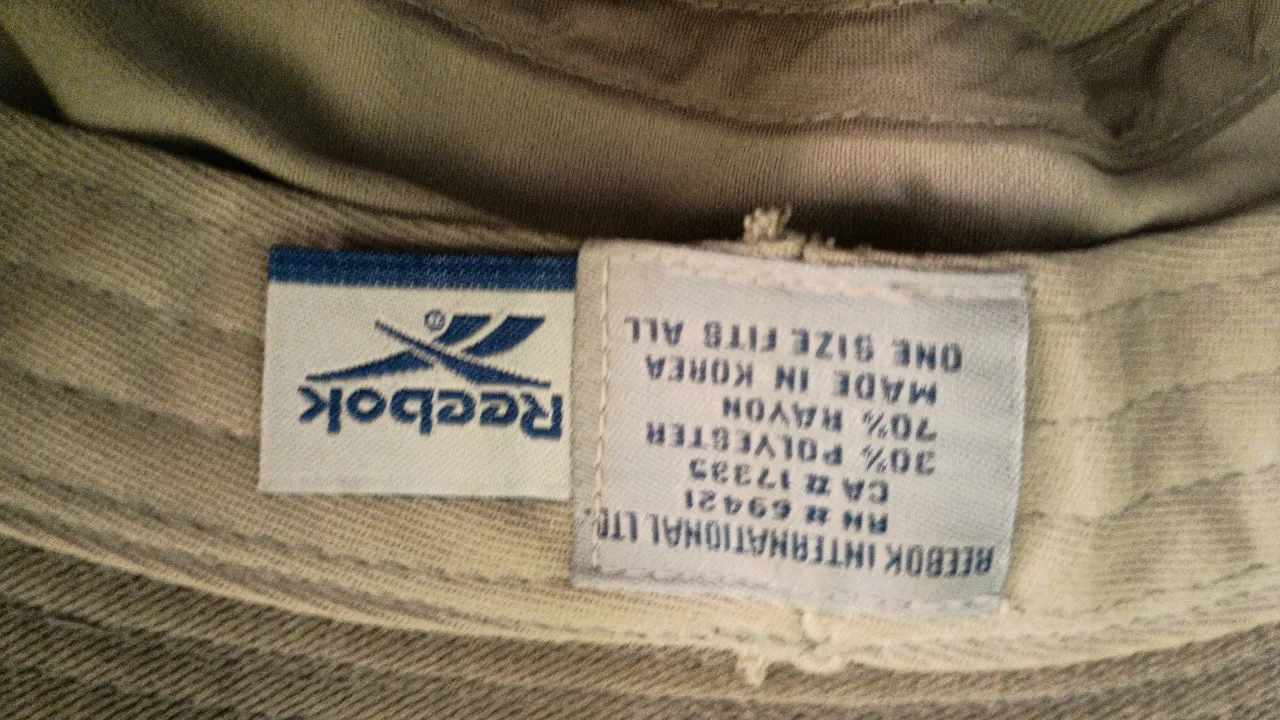 Reebok
®
REEBOK INTERNATIONAL LTD.
RN # 69421
CA # 17335
30% POLYESTER
70% RAYON
MADE IN KOREA
ONE SIZE FITS ALL